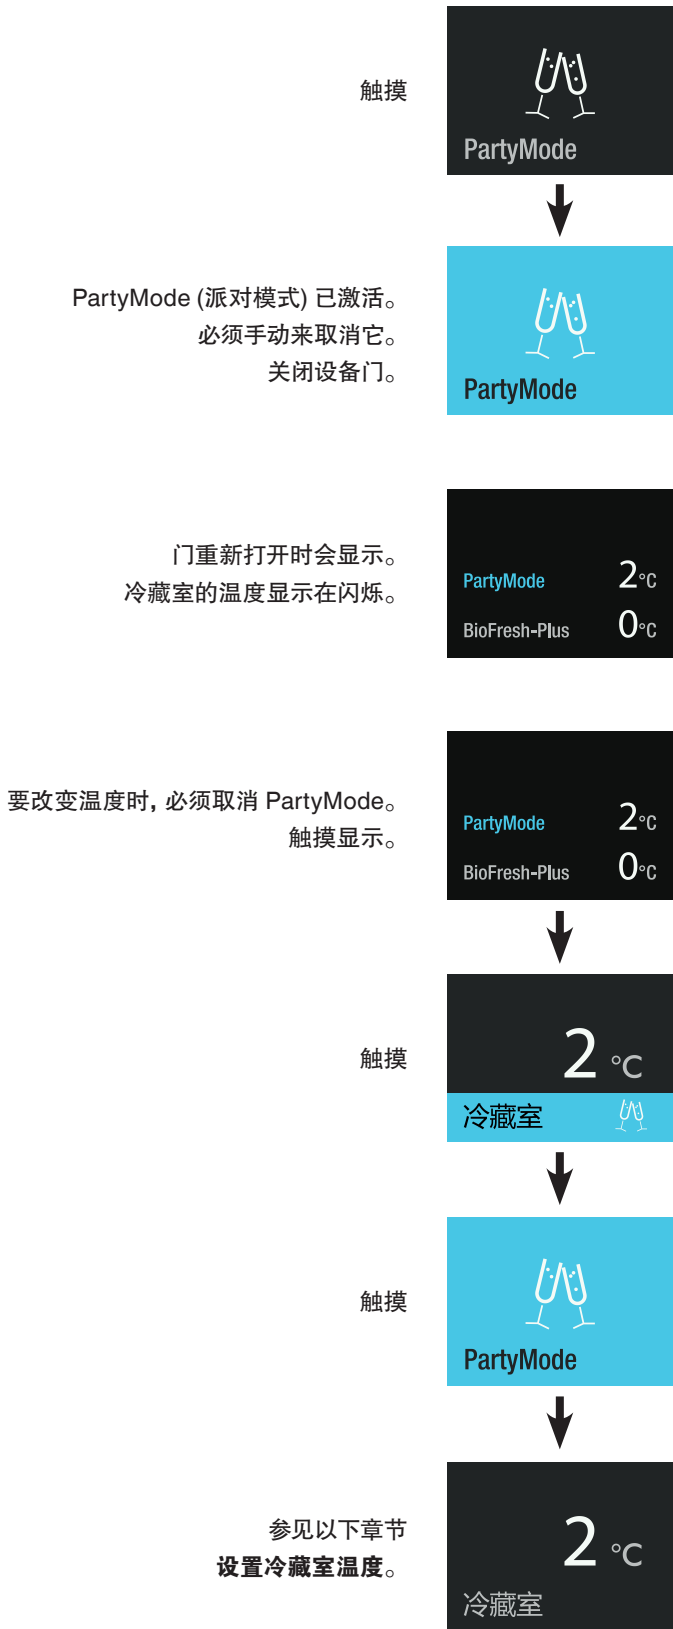 触摸
PartyMode
PartyMode (派对模式) 已激活。
必须手动来取消它。
关闭设备门。
PartyMode
门重新打开时会显示。
冷藏室的温度显示在闪烁。
PartyMode 2°C
BioFresh-Plus 0°C
要改变温度时, 必须取消 PartyMode。
触摸显示。
PartyMode 2°C
BioFresh-Plus 0°C
触摸
2 °C
冷藏室
触摸
PartyMode
参见以下章节
设置冷藏室温度。
2 °C
冷藏室